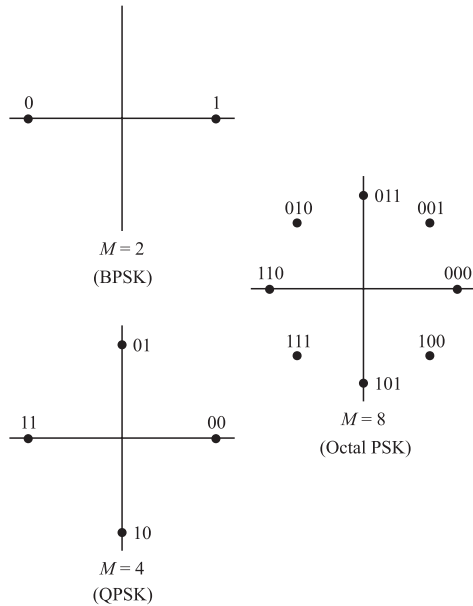 0 1
M = 2
(BPSK)
01
11 00
10
M = 4
(QPSK)
011
010 001
110 000
111 100
101
M = 8
(Octal PSK)